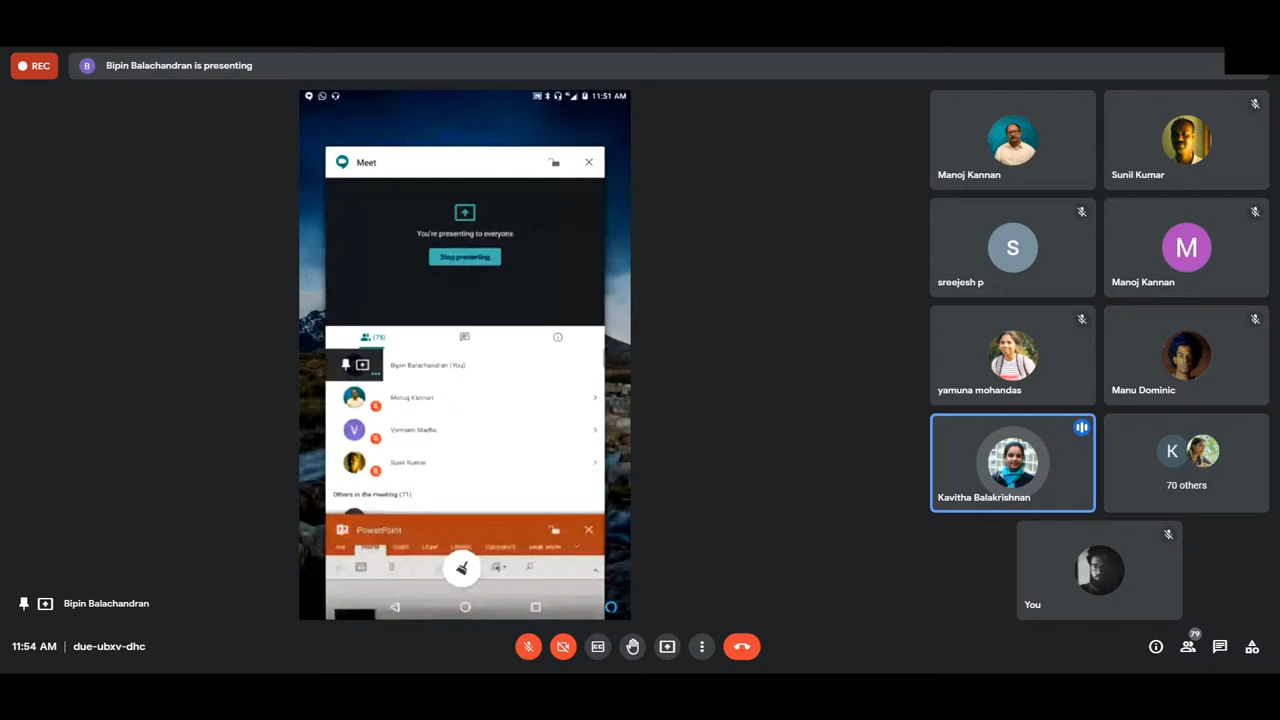 REC
B
Bipin Balachandran is presenting
11:51 AM
Meet
You're presenting to everyone
Stop presenting
(75)
Bipin Balachandran (You)
Manoj Kannan
V
Sunil Kumar
Others in the meeting (71)
PowerPoint
Manoj Kannan
Sunil Kumar
S
sreejesh p
M
Manoj Kannan
yamuna mohandas
Manu Dominic
Kavitha Balakrishnan
K
70 others
You
Bipin Balachandran
11:54 AM
due-ubxv-dhc
CC
79